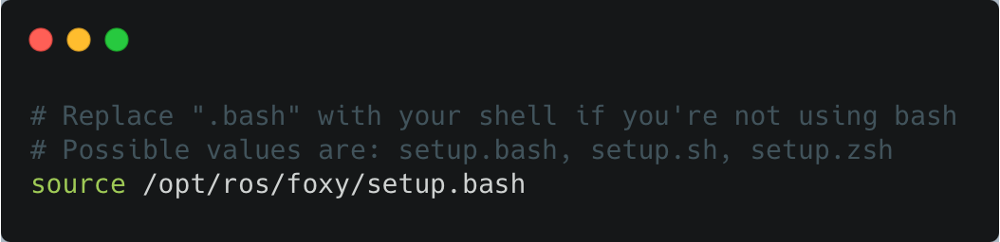 # Replace ".bash" with your shell if you're not using bash
# Possible values are: setup.bash, setup.sh, setup.zsh
source /opt/ros/foxy/setup.bash